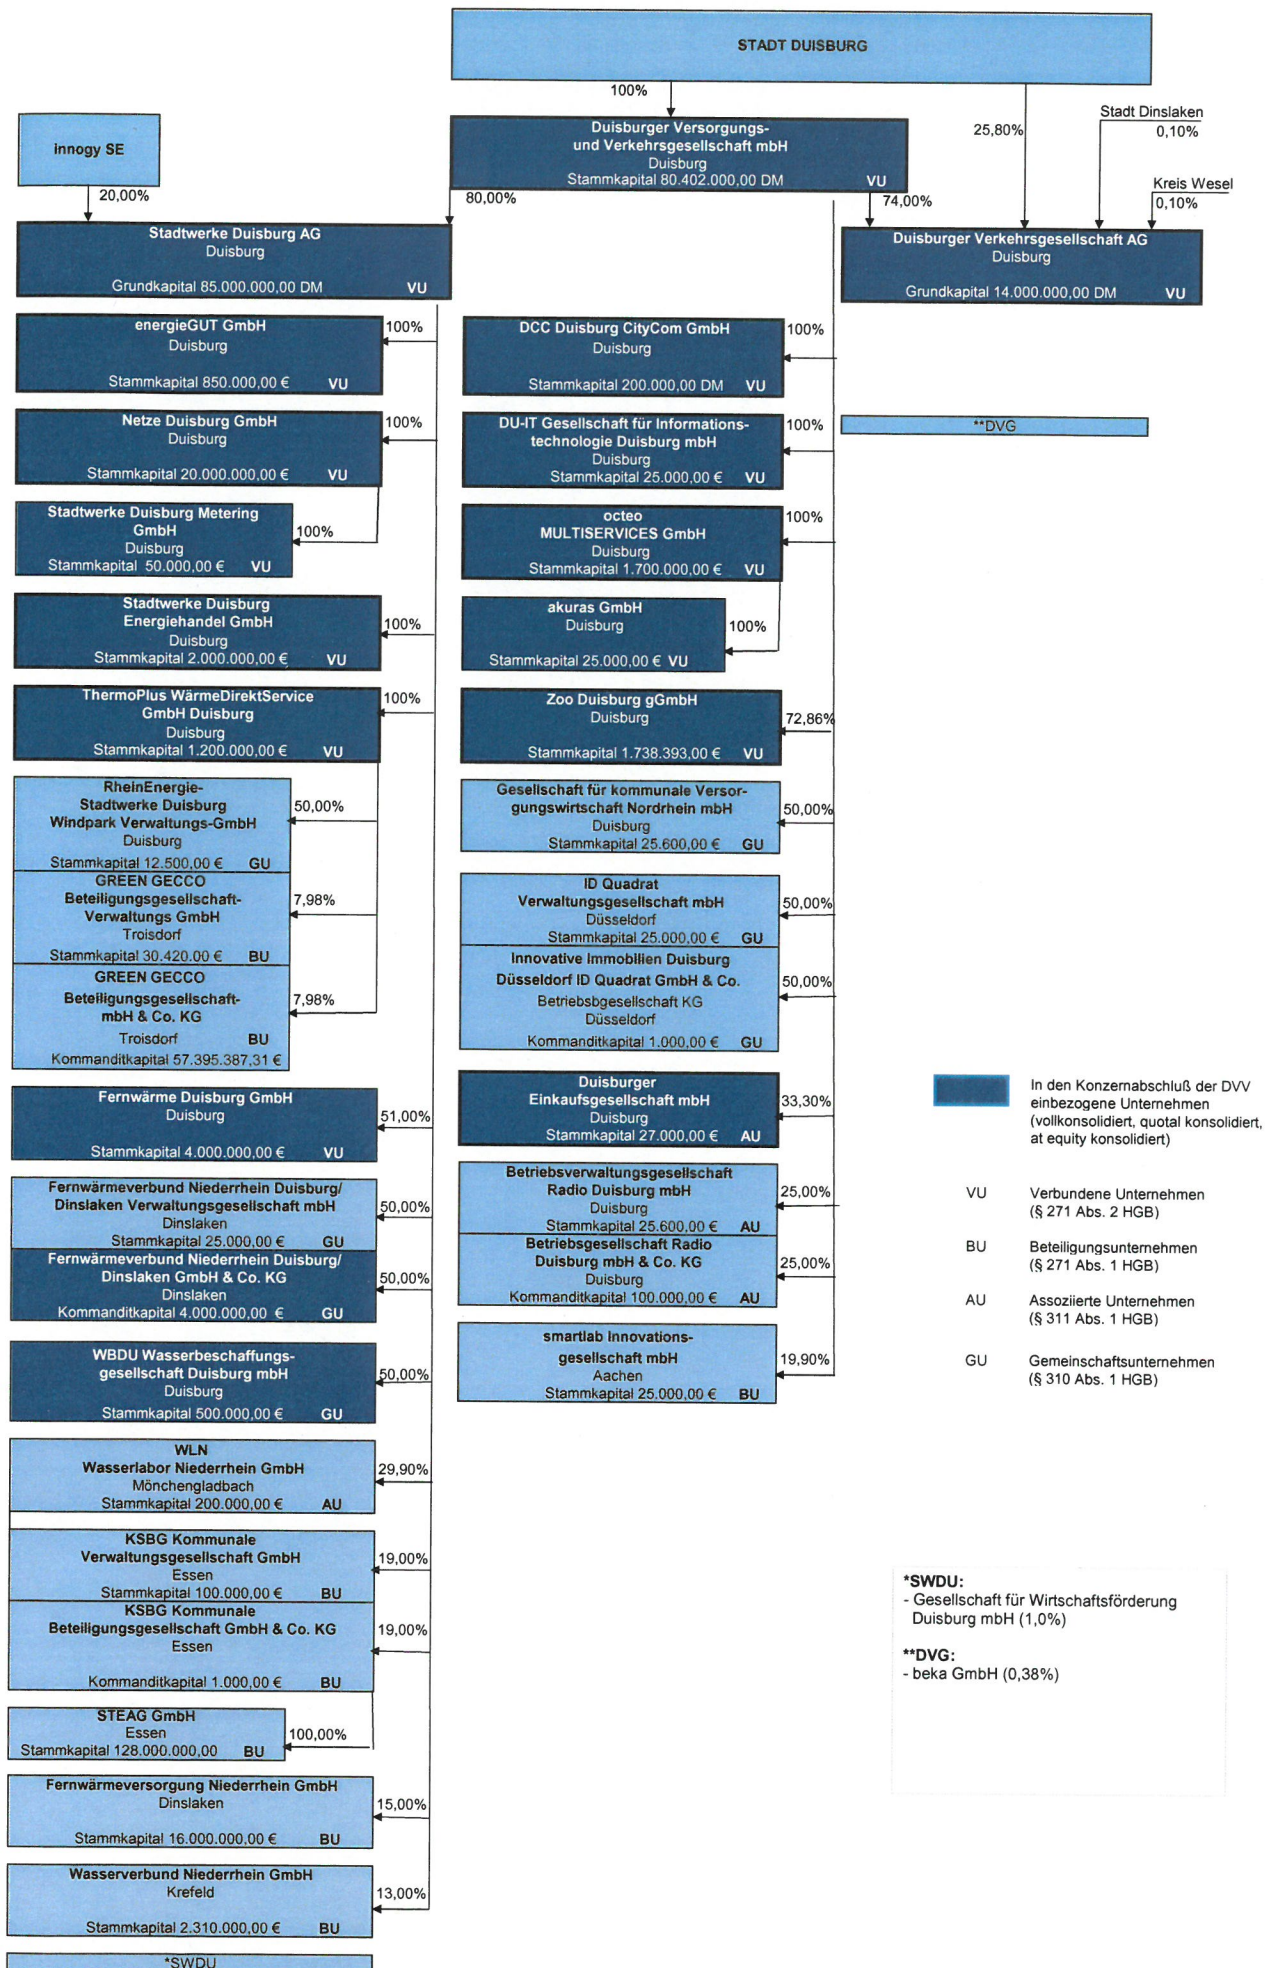 STADT DUISBURG
100%
25,80%
Stadt Dinslaken
0,10%
Kreis Wesel
0,10%
innogy SE
20,00%
Duisburger Versorgungs-
und Verkehrsgesellschaft mbH
Duisburg
Stammkapital 80.402.000,00 DM VU
80,00%
74,00%
Stadtwerke Duisburg AG
Duisburg
Grundkapital 85.000.000,00 DM VU
Duisburger Verkehrsgesellschaft AG
Duisburg
Grundkapital 14.000.000,00 DM VU
**DVG
energieGUT GmbH
Duisburg
Stammkapital 850.000,00 € VU
100%
Netze Duisburg GmbH
Duisburg
Stammkapital 20.000.000,00 € VU
100%
Stadtwerke Duisburg Metering
GmbH
Duisburg
Stammkapital 50.000,00 € VU
100%
Stadtwerke Duisburg
Energiehandel GmbH
Duisburg
Stammkapital 2.000.000,00 € VU
100%
ThermoPlus WärmeDirektService
GmbH Duisburg
Duisburg
Stammkapital 1.200.000,00 € VU
100%
RheinEnergie-
Stadtwerke Duisburg
Windpark Verwaltungs-GmbH
Duisburg
Stammkapital 12.500,00 € GU
50,00%
GREEN GECCO
Beteiligungsgesellschaft-
Verwaltungs GmbH
Troisdorf
Stammkapital 30.420.00 € BU
7,98%
GREEN GECCO
Beteiligungsgesellschaft-
mbH & Co. KG
Troisdorf BU
Kommanditkapital 57.395.387,31 €
7,98%
Fernwärme Duisburg GmbH
Duisburg
Stammkapital 4.000.000,00 € VU
51,00%
Fernwärmeverbund Niederrhein Duisburg/
Dinslaken Verwaltungsgesellschaft mbH
Dinslaken
Stammkapital 25.000,00 € GU
50,00%
Fernwärmeverbund Niederrhein Duisburg/
Dinslaken GmbH & Co. KG
Dinslaken
Kommanditkapital 4.000.000,00 € GU
50,00%
WBDU Wasserbeschaffungs-
gesellschaft Duisburg mbH
Duisburg
Stammkapital 500.000,00 € GU
50,00%
WLN
Wasserlabor Niederrhein GmbH
Mönchengladbach
Stammkapital 200.000,00 € AU
29,90%
KSBG Kommunale
Verwaltungsgesellschaft GmbH
Essen
Stammkapital 100.000,00 € BU
19,00%
KSBG Kommunale
Beteiligungsgesellschaft GmbH & Co. KG
Essen
Kommanditkapital 1.000,00 € BU
19,00%
STEAG GmbH
Essen
Stammkapital 128.000.000,00 BU
100,00%
Fernwärmeversorgung Niederrhein GmbH
Dinslaken
Stammkapital 16.000.000,00 € BU
15,00%
Wasserverbund Niederrhein GmbH
Krefeld
Stammkapital 2.310.000,00 € BU
13,00%
*SWDU
DCC Duisburg CityCom GmbH
Duisburg
Stammkapital 200.000,00 DM VU
100%
DU-IT Gesellschaft für Informations-
technologie Duisburg mbH
Duisburg
Stammkapital 25.000,00 € VU
100%
octeo
MULTISERVICES GmbH
Duisburg
Stammkapital 1.700.000,00 € VU
100%
akuras GmbH
Duisburg
Stammkapital 25.000,00 € VU
100%
Zoo Duisburg gGmbH
Duisburg
Stammkapital 1.738.393,00 € VU
72,86%
Gesellschaft für kommunale Versor-
gungswirtschaft Nordrhein mbH
Duisburg
Stammkapital 25.600,00 € GU
50,00%
ID Quadrat
Verwaltungsgesellschaft mbH
Düsseldorf
Stammkapital 25.000,00 € GU
50,00%
Innovative Immobilien Duisburg
Düsseldorf ID Quadrat GmbH & Co.
Betriebsbgesellschaft KG
Düsseldorf
Kommanditkapital 1.000,00 € GU
50,00%
Duisburger
Einkaufsgesellschaft mbH
Duisburg
Stammkapital 27.000,00 € AU
33,30%
Betriebsverwaltungsgesellschaft
Radio Duisburg mbH
Duisburg
Stammkapital 25.600,00 € AU
25,00%
Betriebsgesellschaft Radio
Duisburg mbH & Co. KG
Duisburg
Kommanditkapital 100.000,00 € AU
25,00%
smartlab Innovations-
gesellschaft mbH
Aachen
Stammkapital 25.000,00 € BU
19,90%
In den Konzernabschluß der DVV
einbezogene Unternehmen
(vollkonsolidiert, quotal konsolidiert,
at equity konsolidiert)
VU Verbundene Unternehmen
(§ 271 Abs. 2 HGB)
BU Beteiligungsunternehmen
(§ 271 Abs. 1 HGB)
AU Assoziierte Unternehmen
(§ 311 Abs. 1 HGB)
GU Gemeinschaftsunternehmen
(§ 310 Abs. 1 HGB)
*SWDU:
- Gesellschaft für Wirtschaftsförderung
Duisburg mbH (1,0%)
**DVG:
- beka GmbH (0,38%)